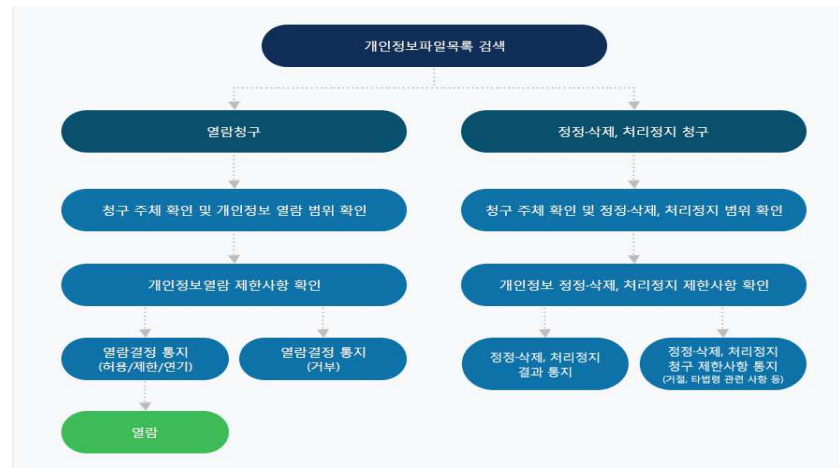 개인정보파일목록 검색
열람청구
정정·삭제, 처리정지 청구
청구 주체 확인 및 개인정보 열람 범위 확인
청구 주체 확인 및 정정·삭제, 처리정지 범위 확인
개인정보열람 제한사항 확인
개인정보 정정·삭제, 처리정지 제한사항 확인
열람결정 통지
(허용/제한/연기)
열람결정 통지
(거부)
정정·삭제, 처리정지
결과 통지
정정·삭제, 처리정지
청구 제한사항 통지
(거절, 타법령 관련 사항 등)
열람